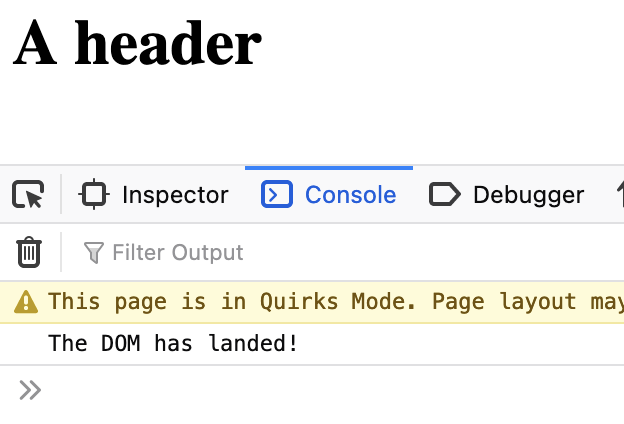 A header
Inspector Console Debugger
Filter Output
This page is in Quirks Mode. Page layout may
The DOM has landed!